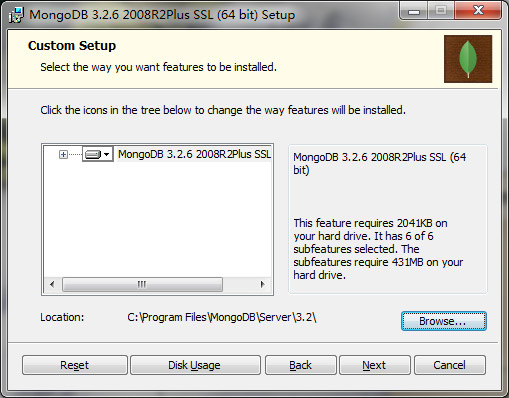 MongoDB 3.2.6 2008R2Plus SSL (64 bit) Setup
Custom Setup
Select the way you want features to be installed.
Click the icons in the tree below to change the way features will be installed.
MongoDB 3.2.6 2008R2Plus SSL
MongoDB 3.2.6 2008R2Plus SSL (64
bit)
This feature requires 2041KB on
your hard drive. It has 6 of 6
subfeatures selected. The
subfeatures require 431MB on your
hard drive.
Location: C:\Program Files\MongoDB\Server\3.2\
Browse...
Reset Disk Usage Back Next Cancel